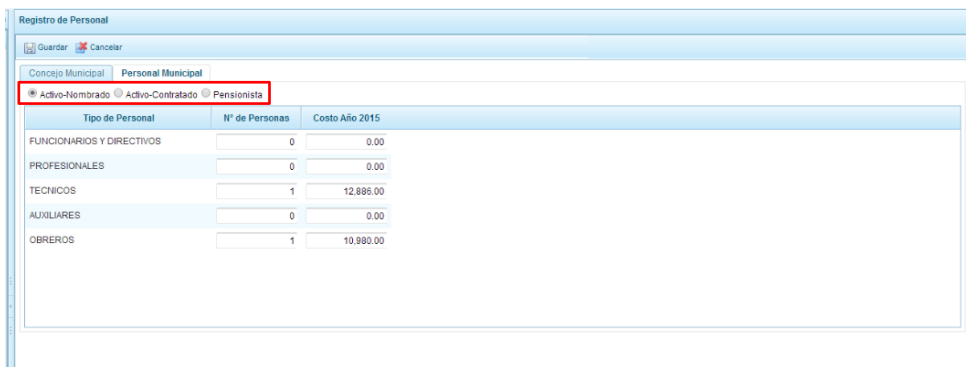 Registro de Personal
Guardar Cancelar
Concejo Municipal Personal Municipal
Activo-Nombrado Activo-Contratado Pensionista
Tipo de Personal N° de Personas Costo Año 2015
FUNCIONARIOS Y DIRECTIVOS 0 0.00
PROFESIONALES 0 0.00
TECNICOS 1 12,886.00
AUXILIARES 0 0.00
OBREROS 1 10,980.00